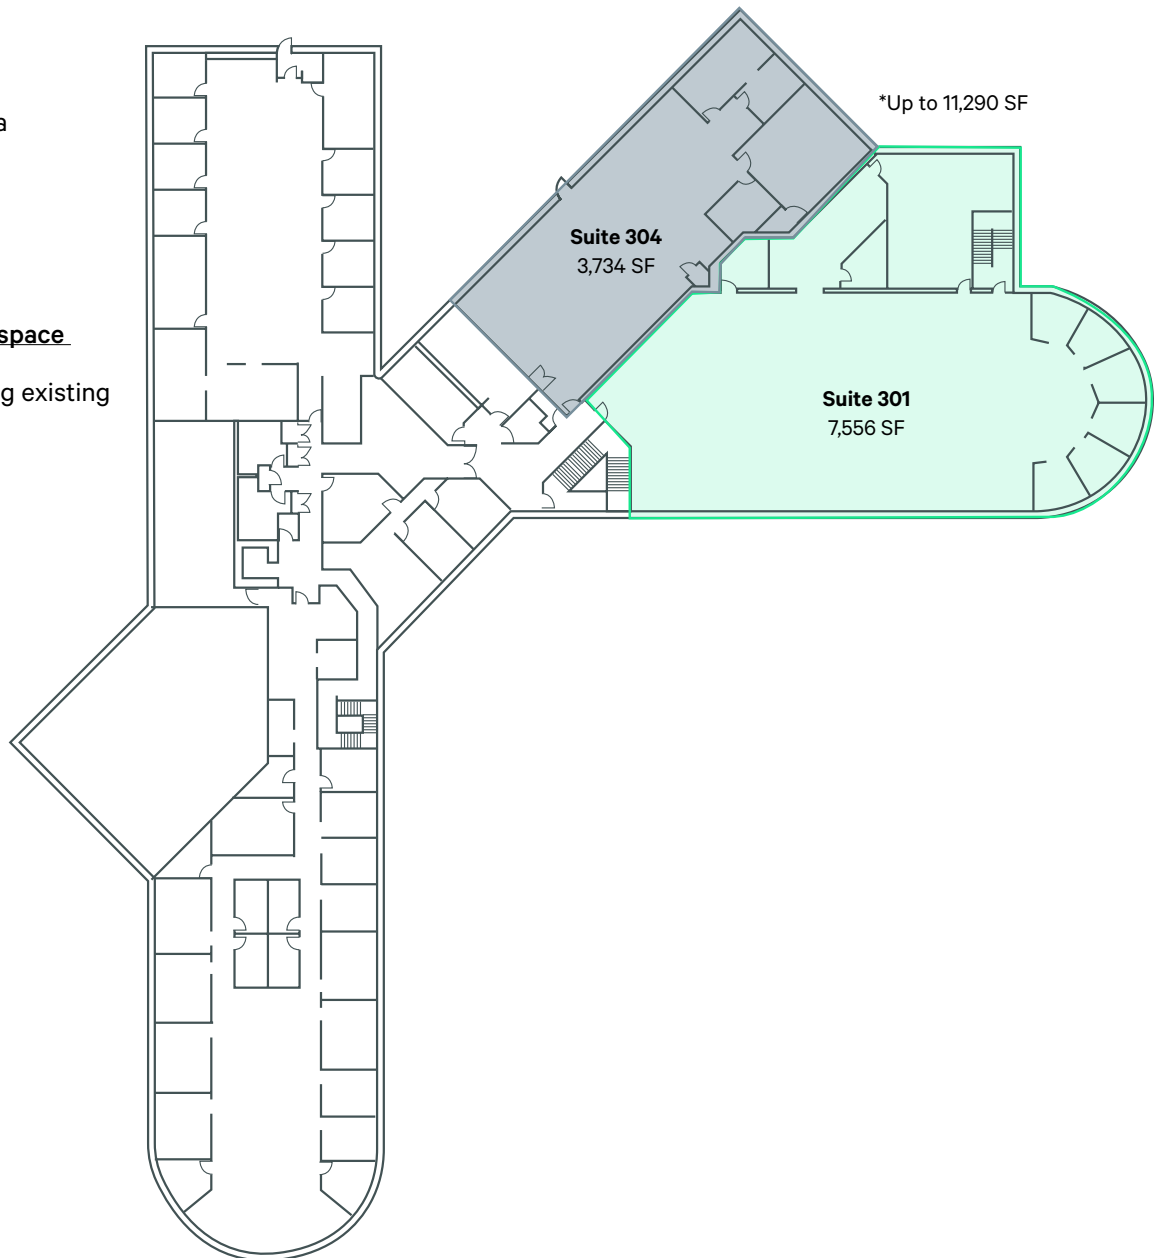 *Up to 11,290 SF
a
Suite 304
3,734 SF
space
g existing
Suite 301
7,556 SF